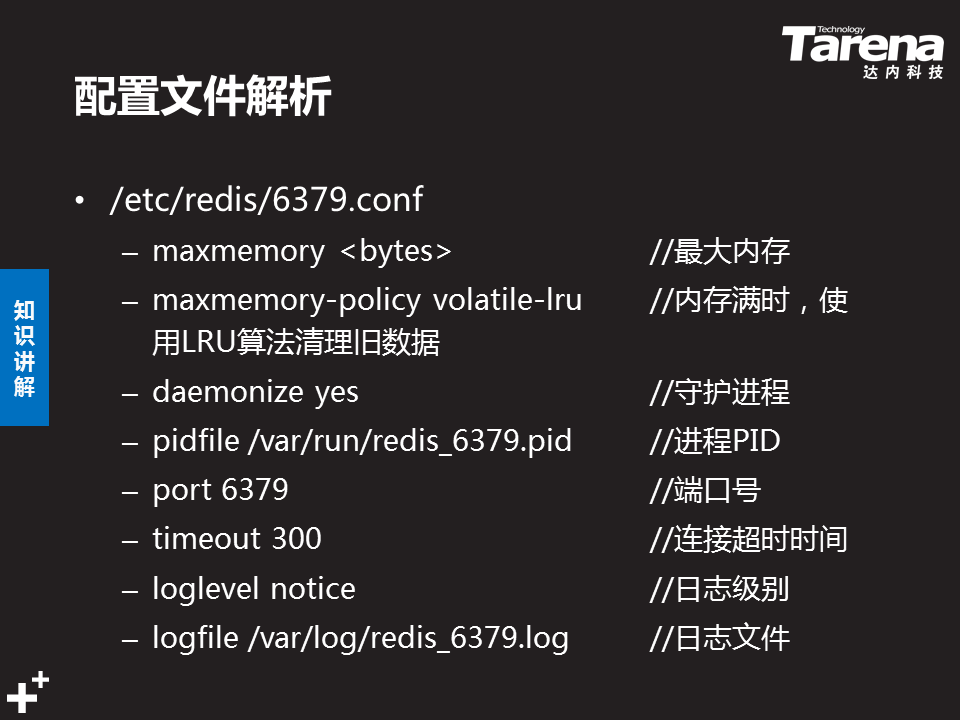 Technology
Tarena
达内科技
配置文件解析
• /etc/redis/6379.conf
– maxmemory <bytes> //最大内存
– maxmemory-policy volatile-lru //内存满时，使
用LRU算法清理旧数据
– daemonize yes //守护进程
– pidfile /var/run/redis_6379.pid //进程PID
– port 6379 //端口号
– timeout 300 //连接超时时间
– loglevel notice //日志级别
– logfile /var/log/redis_6379.log //日志文件
知
识
讲
解